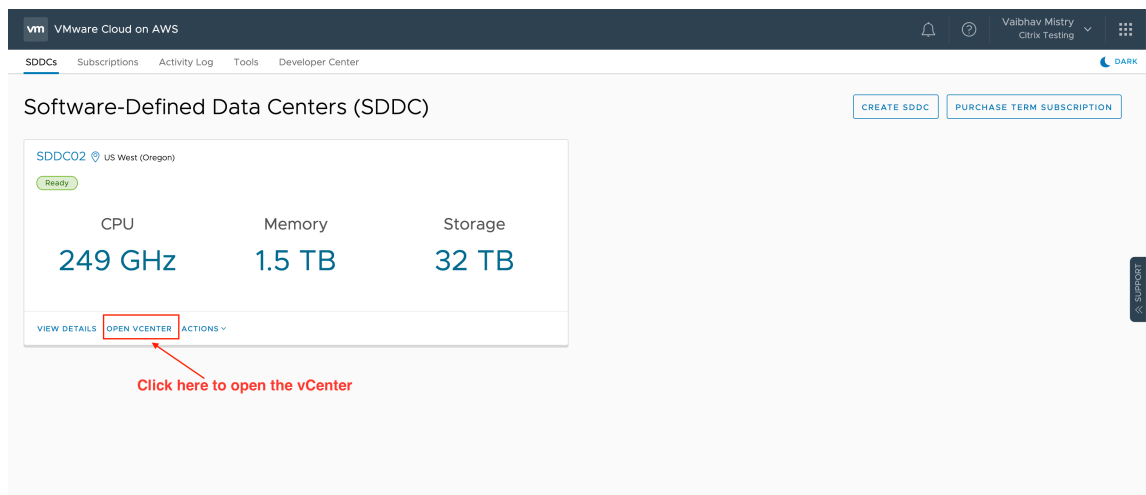 vm VMware Cloud on AWS
Vaibhav Mistry
Citrix Testing
SDDCs Subscriptions Activity Log Tools Developer Center
DARK
Software-Defined Data Centers (SDDC)
CREATE SDDC PURCHASE TERM SUBSCRIPTION
SDDC02 US West (Oregon)
Ready
CPU Memory Storage
249 GHz 1.5 TB 32 TB
SUPPORT
VIEW DETAILS OPEN VCENTER ACTIONS
Click here to open the vCenter